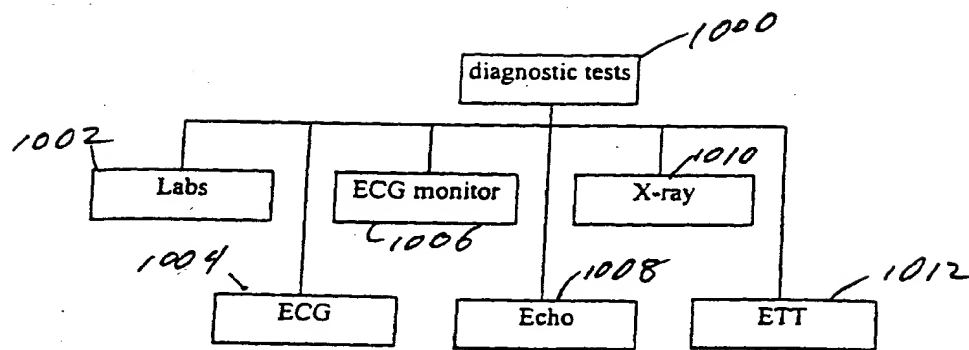 1000
diagnostic tests
1002
1010
Labs
ECG monitor
X-ray
1006
1004
1008
1012
ECG
Echo
ETT